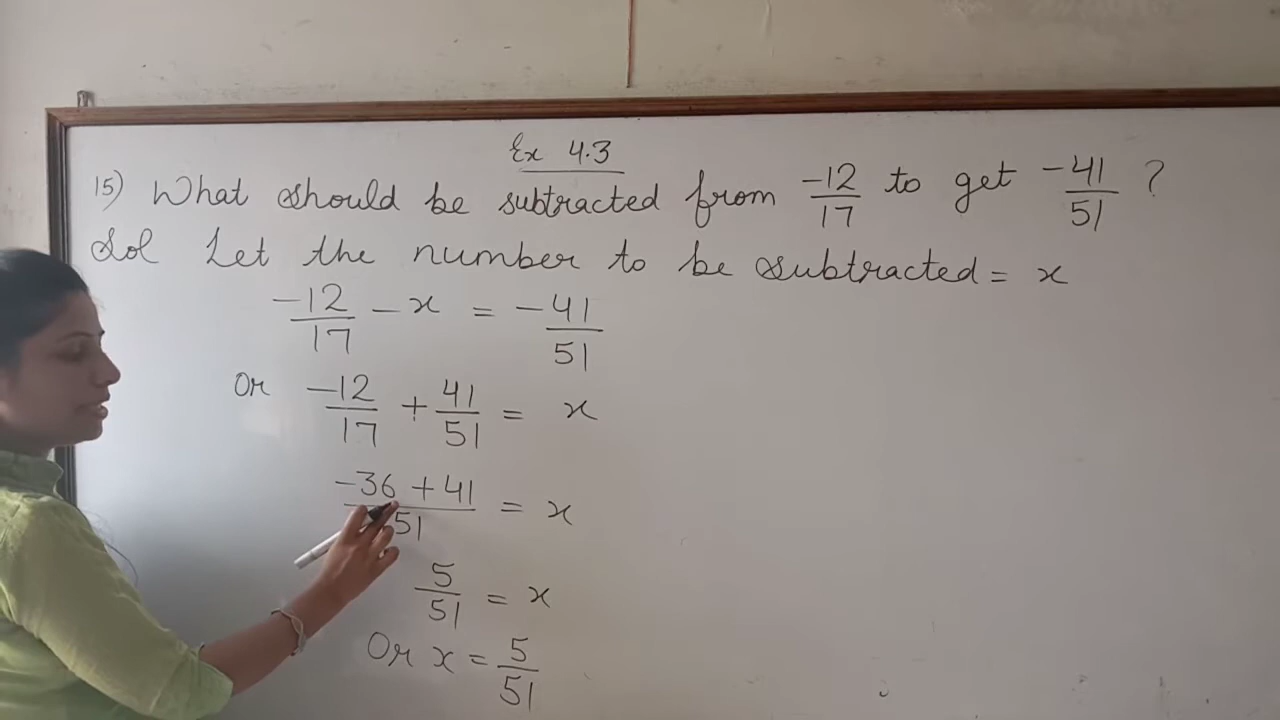 Ex 4.3
15) What should be subtracted from -12/17 to get -41/51 ?
Sol Let the number to be subtracted = x
-12/17 - x = -41/51
Or -12/17 + 41/51 = x
-36 + 41/51 = x
5/51 = x
Or x = 5/51